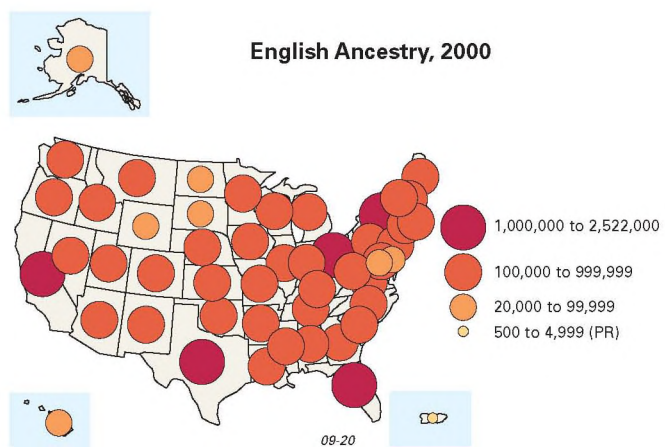 English Ancestry, 2000
1,000,000 to 2,522,000
100,000 to 999,999
20,000 to 99,999
500 to 4,999 (PR)
09-20